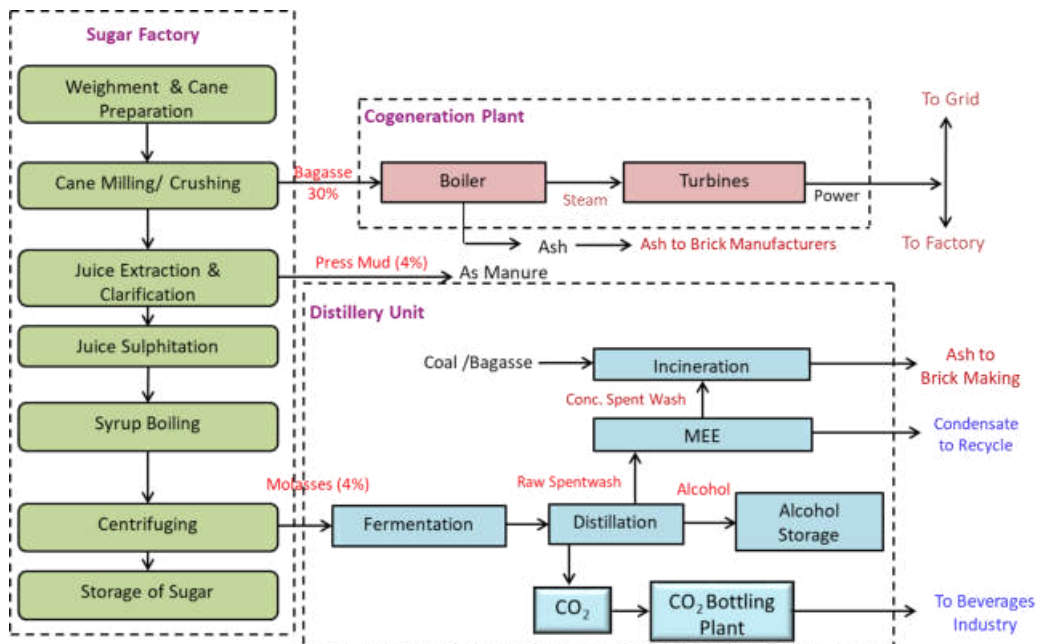 Sugar Factory
Weighment & Cane
Preparation
Cane Milling/ Crushing
Juice Extraction &
Clarification
Juice Sulphitation
Syrup Boiling
Centrifuging
Storage of Sugar
Bagasse
30%
Press Mud (4%)
As Manure
Molasses (4%)
Cogeneration Plant
Boiler
Steam
Turbines
Power
Ash
Ash to Brick Manufacturers
To Grid
To Factory
Distillery Unit
Coal /Bagasse
Incineration
Ash to
Brick Making
Conc. Spent Wash
MEE
Condensate
to Recycle
Raw Spentwash
Alcohol
Fermentation
Distillation
Alcohol
Storage
CO2
CO2 Bottling
Plant
To Beverages
Industry